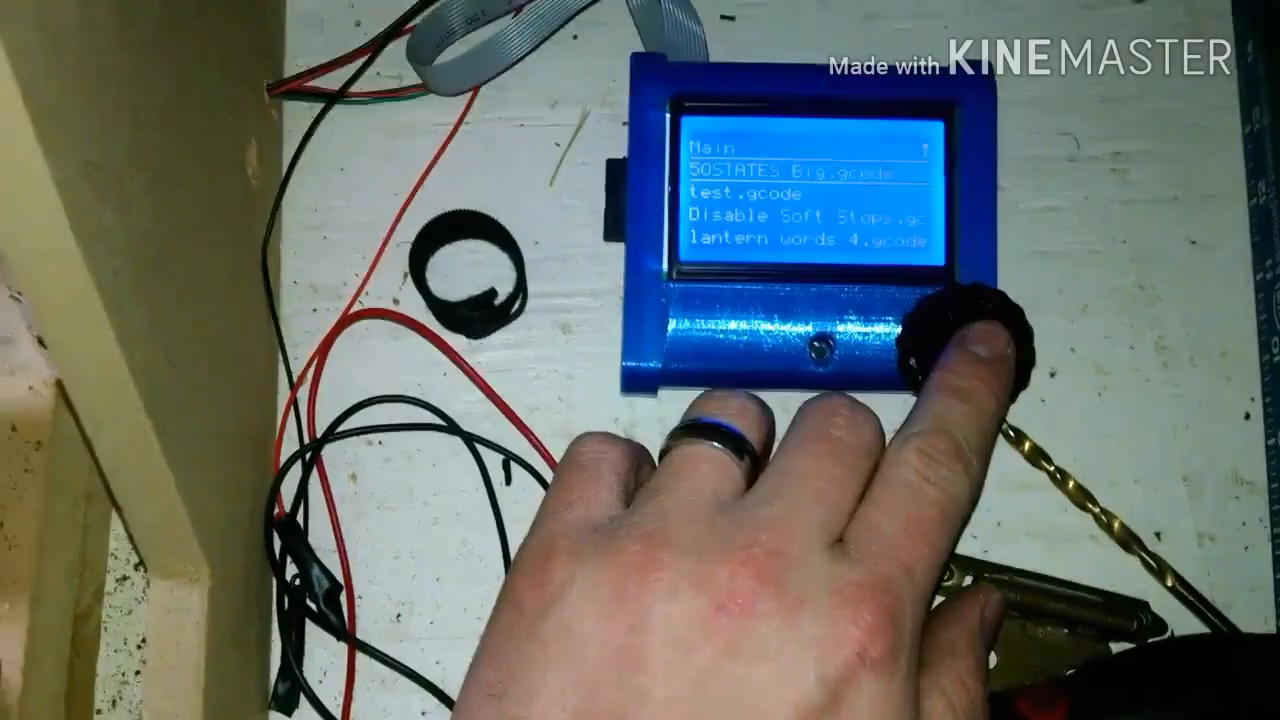 Made with KINEMASTER
Main
50STATES Big.gcode
test.gcode
Disable Soft Stops.gc
lantern words 4.gcode